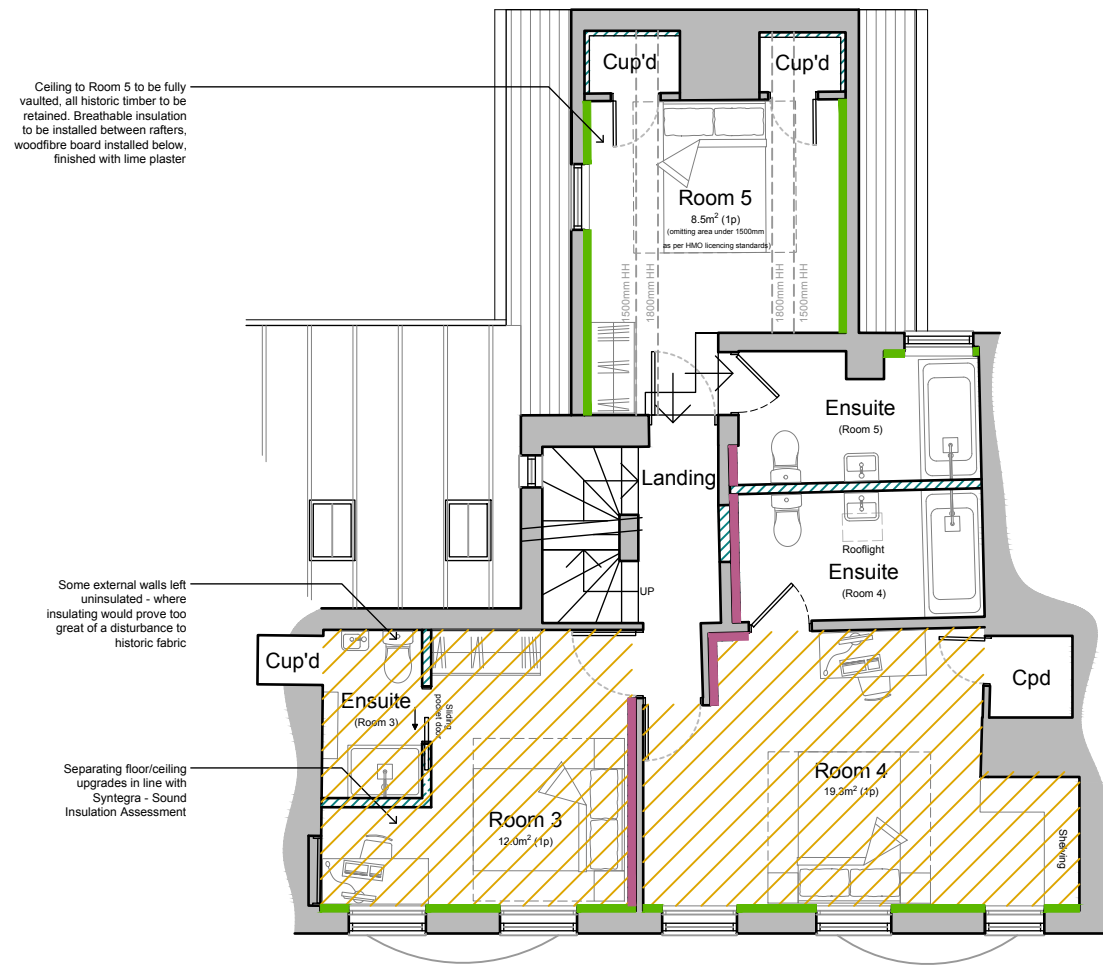 Ceiling to Room 5 to be fully
vaulted, all historic timber to be
retained. Breathable insulation
to be installed between rafters,
woodfibre board installed below,
finished with lime plaster
Cup'd
Cup'd
Room 5
8.5m² (1p)
(omitting area under 1500mm
as per HMO licencing standards)
1500mm HH
1800mm HH
1800mm HH
1500mm HH
Ensuite
(Room 5)
Landing
Rooflight
Ensuite
(Room 4)
UP
Some external walls left
uninsulated - where
insulating would prove too
great of a disturbance to
historic fabric
Cup'd
Ensuite
(Room 3)
Sliding
pocket door
Cpd
Separating floor/ceiling
upgrades in line with
Syntegra - Sound
Insulation Assessment
Room 3
12.0m² (1p)
Room 4
19.3m² (1p)
Shelving